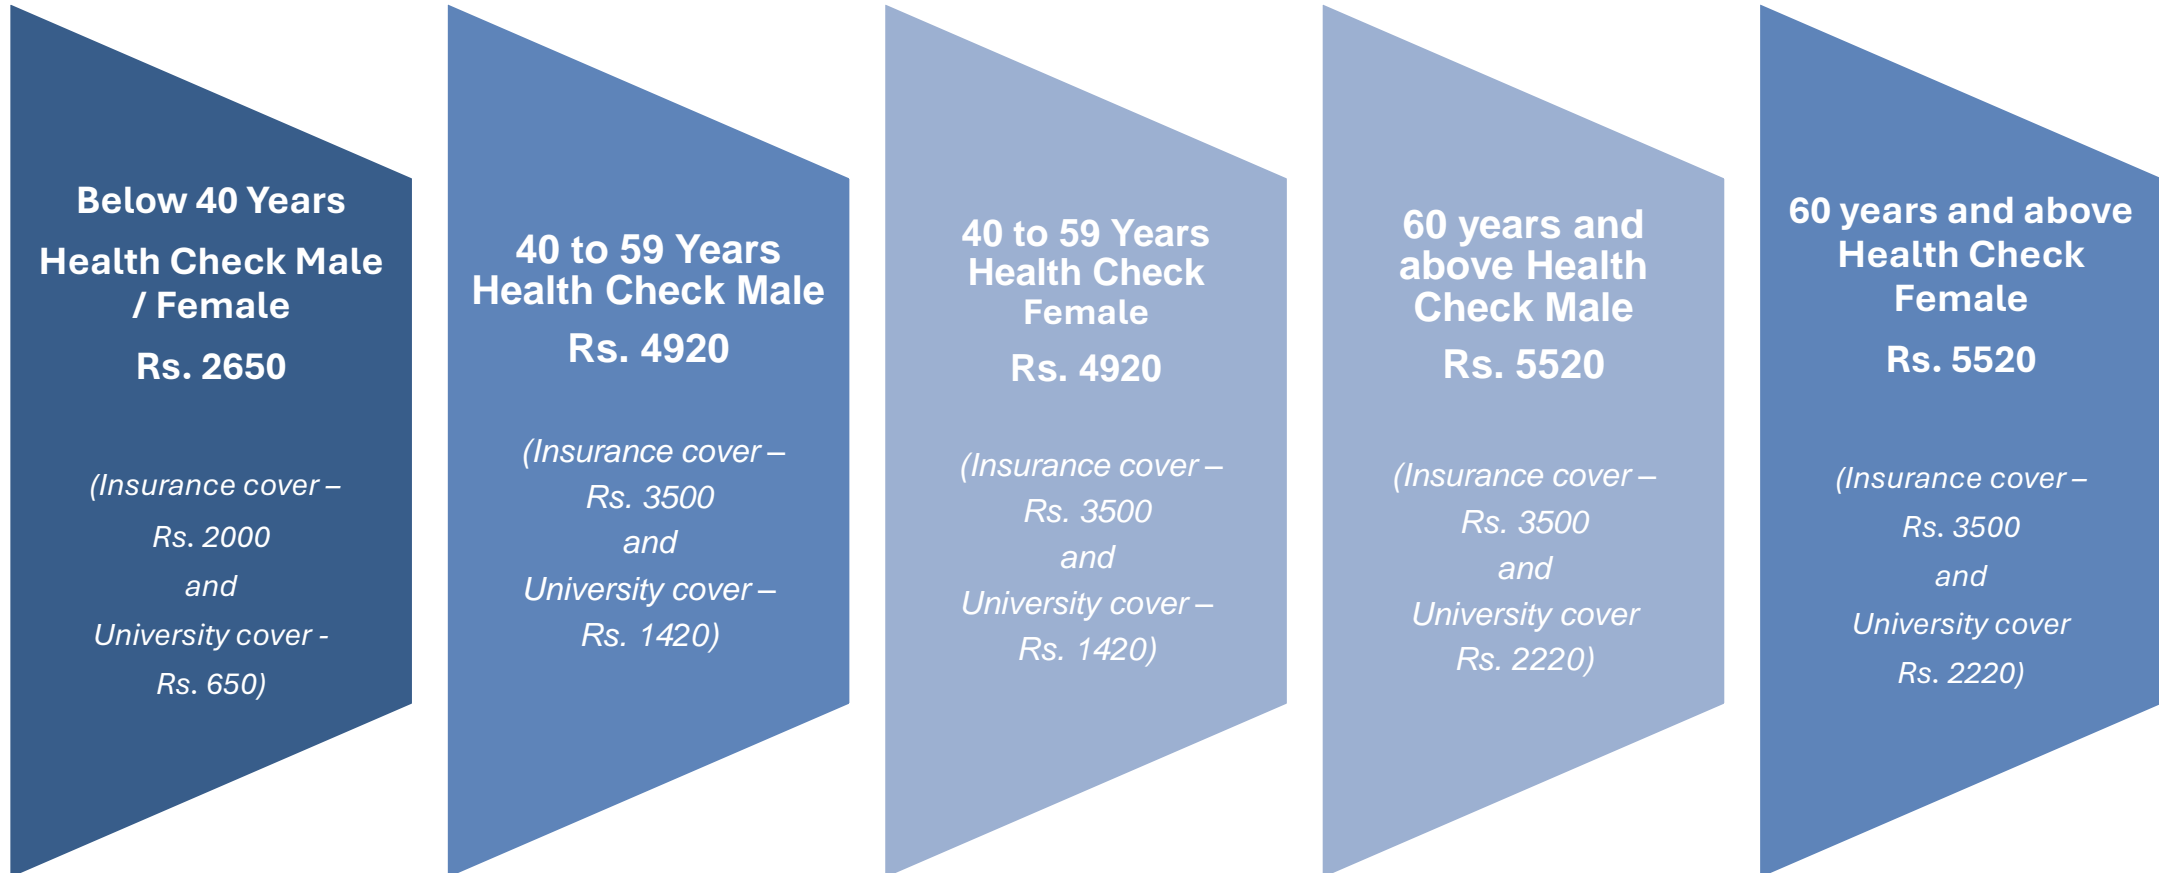 Below 40 Years
Health Check Male
/ Female
Rs. 2650
(Insurance cover –
Rs. 2000
and
University cover -
Rs. 650)
40 to 59 Years
Health Check Male
Rs. 4920
(Insurance cover –
Rs. 3500
and
University cover –
Rs. 1420)
40 to 59 Years
Health Check
Female
Rs. 4920
(Insurance cover –
Rs. 3500
and
University cover –
Rs. 1420)
60 years and
above Health
Check Male
Rs. 5520
(Insurance cover –
Rs. 3500
and
University cover
Rs. 2220)
60 years and above
Health Check
Female
Rs. 5520
(Insurance cover –
Rs. 3500
and
University cover
Rs. 2220)